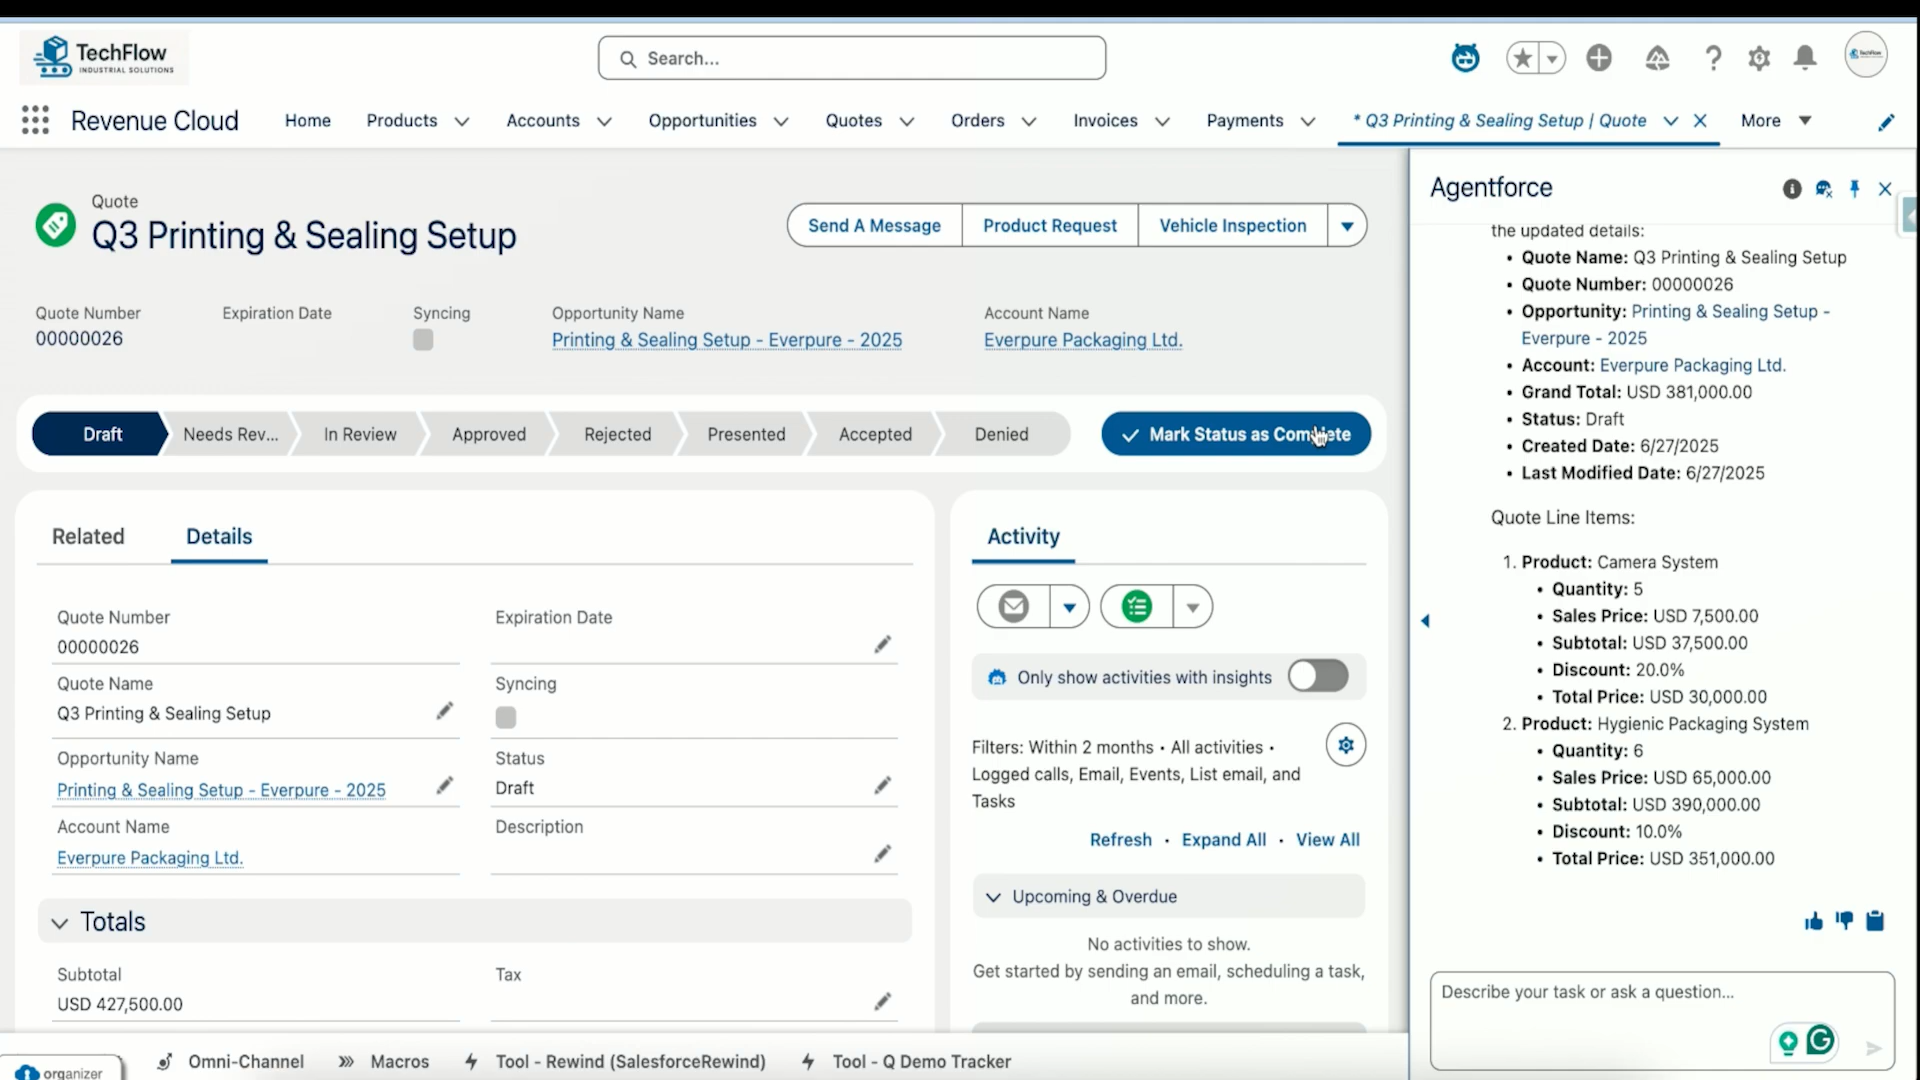 TechFlow
INDUSTRIAL SOLUTIONS
Search...
Revenue Cloud
Home
Products
Accounts
Opportunities
Quotes
Orders
Invoices
Payments
* Q3 Printing & Sealing Setup | Quote
More
Quote
Q3 Printing & Sealing Setup
Send A Message
Product Request
Vehicle Inspection
Quote Number
00000026
Expiration Date
Syncing
Opportunity Name
Printing & Sealing Setup - Everpure - 2025
Account Name
Everpure Packaging Ltd.
Draft
Needs Rev...
In Review
Approved
Rejected
Presented
Accepted
Denied
Mark Status as Complete
Related
Details
Quote Number
00000026
Expiration Date
Quote Name
Q3 Printing & Sealing Setup
Syncing
Opportunity Name
Printing & Sealing Setup - Everpure - 2025
Status
Draft
Account Name
Everpure Packaging Ltd.
Description
Totals
Subtotal
USD 427,500.00
Tax
Activity
Only show activities with insights
Filters: Within 2 months • All activities •
Logged calls, Email, Events, List email, and
Tasks
Refresh • Expand All • View All
Upcoming & Overdue
No activities to show.
Get started by sending an email, scheduling a task,
and more.
Agentforce
the updated details:
• Quote Name: Q3 Printing & Sealing Setup
• Quote Number: 00000026
• Opportunity: Printing & Sealing Setup -
Everpure - 2025
• Account: Everpure Packaging Ltd.
• Grand Total: USD 381,000.00
• Status: Draft
• Created Date: 6/27/2025
• Last Modified Date: 6/27/2025
Quote Line Items:
1. Product: Camera System
• Quantity: 5
• Sales Price: USD 7,500.00
• Subtotal: USD 37,500.00
• Discount: 20.0%
• Total Price: USD 30,000.00
2. Product: Hygienic Packaging System
• Quantity: 6
• Sales Price: USD 65,000.00
• Subtotal: USD 390,000.00
• Discount: 10.0%
• Total Price: USD 351,000.00
Describe your task or ask a question...
organizer
Omni-Channel
Macros
Tool - Rewind (SalesforceRewind)
Tool - Q Demo Tracker